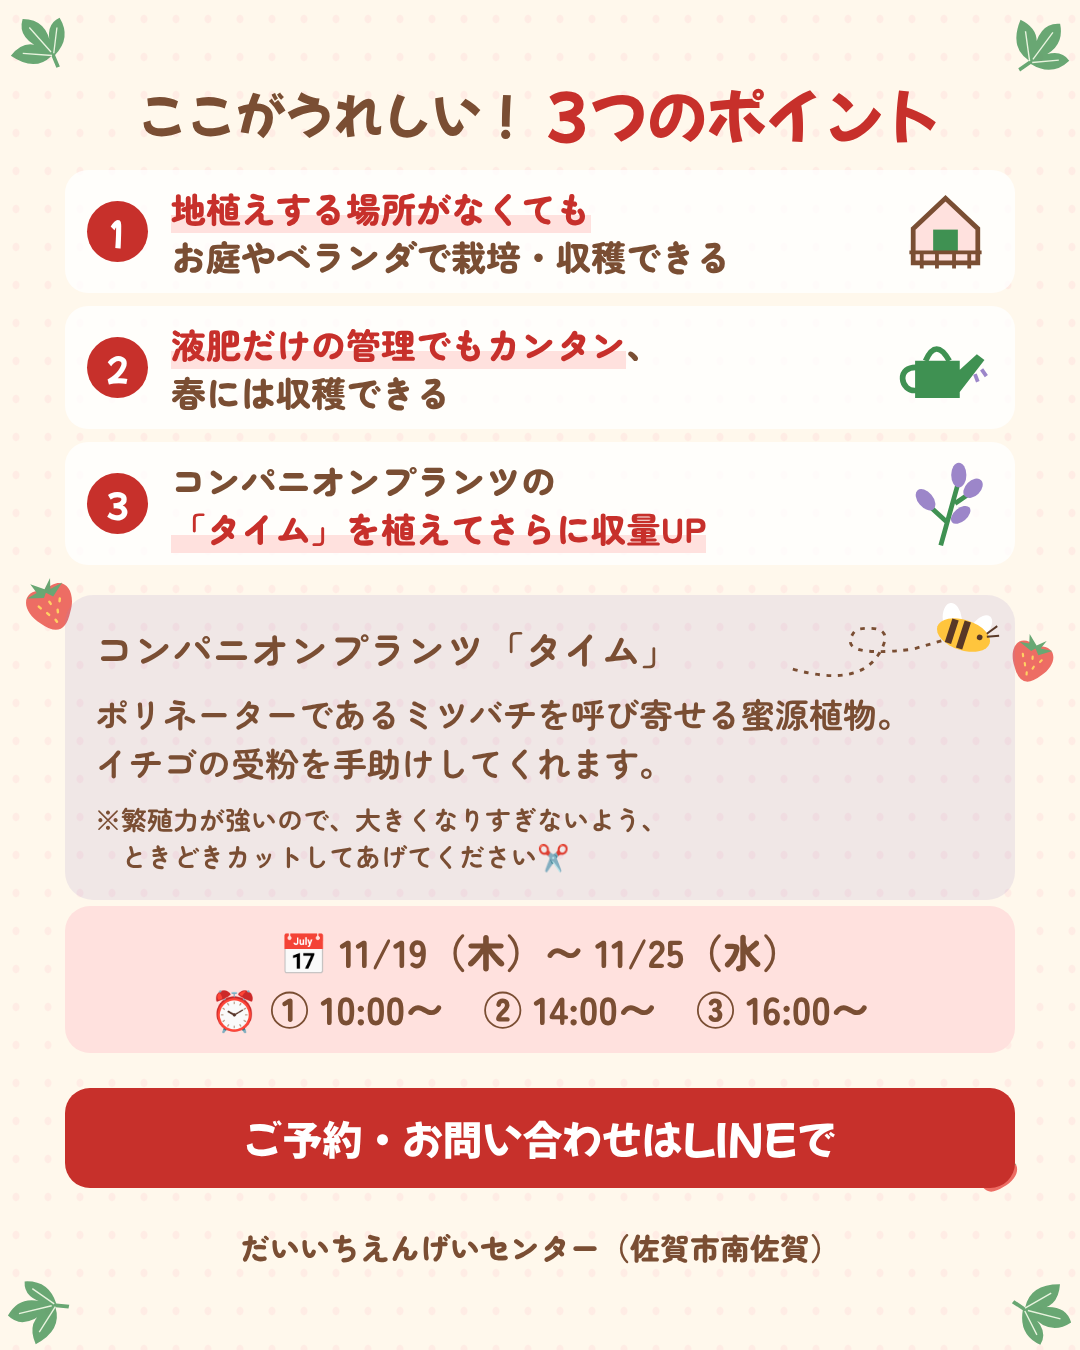 ここがうれしい！ 3つのポイント
1
地植えする場所がなくても
お庭やベランダで栽培・収穫できる
2
液肥だけの管理でもカンタン、
春には収穫できる
3
コンパニオンプランツの
「タイム」を植えてさらに収量UP
コンパニオンプランツ「タイム」
ポリネーターであるミツバチを呼び寄せる蜜源植物。
イチゴの受粉を手助けしてくれます。
※繁殖力が強いので、大きくなりすぎないよう、
ときどきカットしてあげてください✂️
📅 11/19（木）～ 11/25（水）
⏰ ① 10:00～　② 14:00～　③ 16:00～
ご予約・お問い合わせはLINEで
だいいちえんげいセンター（佐賀市南佐賀）